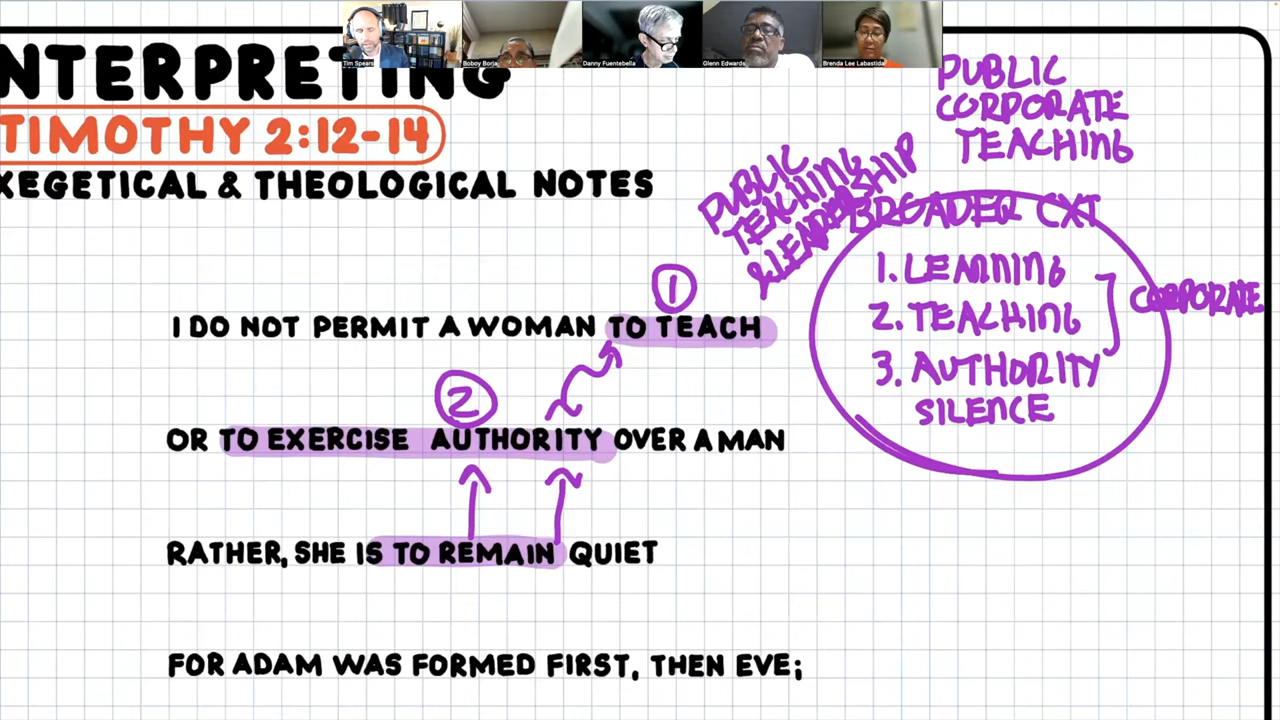 Tim Spears
Boboy Borja
Danny Fuentebella
Glenn Edwards
Brenda Lee Labastida
NTERPRETING
TIMOTHY 2:12-14
XEGETICAL & THEOLOGICAL NOTES
PUBLIC
CORPORATE
TEACHING
PUBLIC
TEACHING
& LEADERSHIP
BROADER CXT
1. LEARNING
2. TEACHING
3. AUTHORITY
SILENCE
CORPORATE
1
I DO NOT PERMIT A WOMAN TO TEACH
2
OR TO EXERCISE AUTHORITY OVER A MAN
RATHER, SHE IS TO REMAIN QUIET
FOR ADAM WAS FORMED FIRST, THEN EVE;